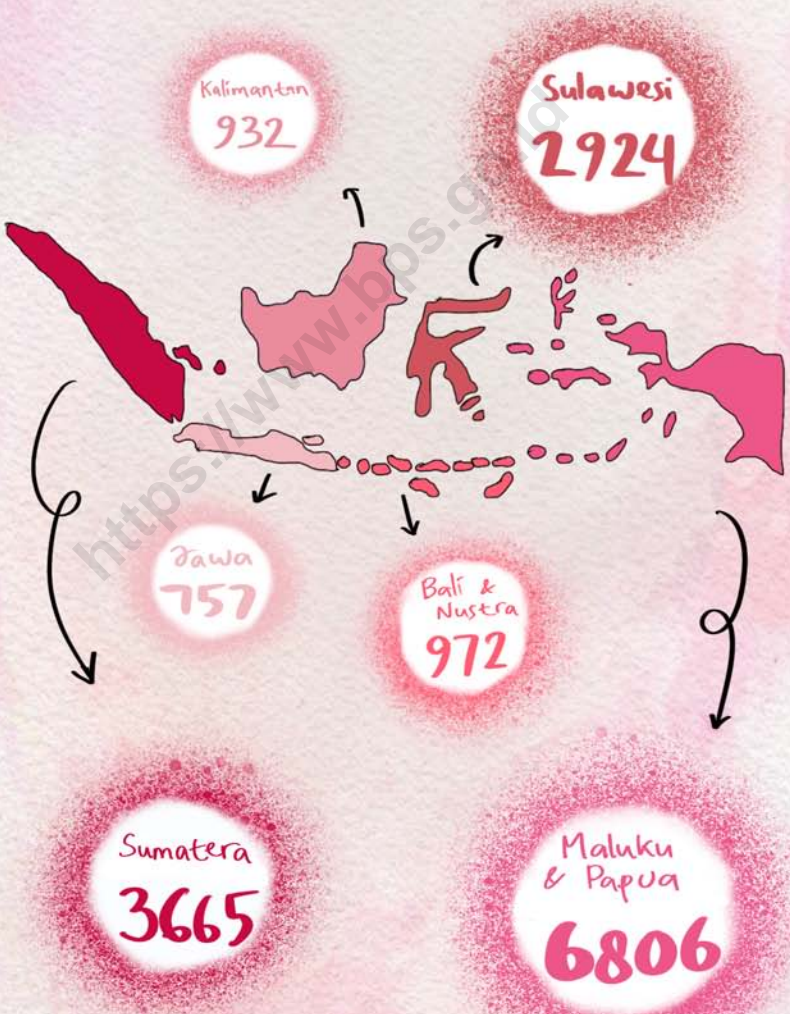 Kalimantan
932
Sulawesi
2924
https://www.bps.go.id
Jawa
757
Bali &
Nustra
972
Sumatera
3665
Maluku
& Papua
6806